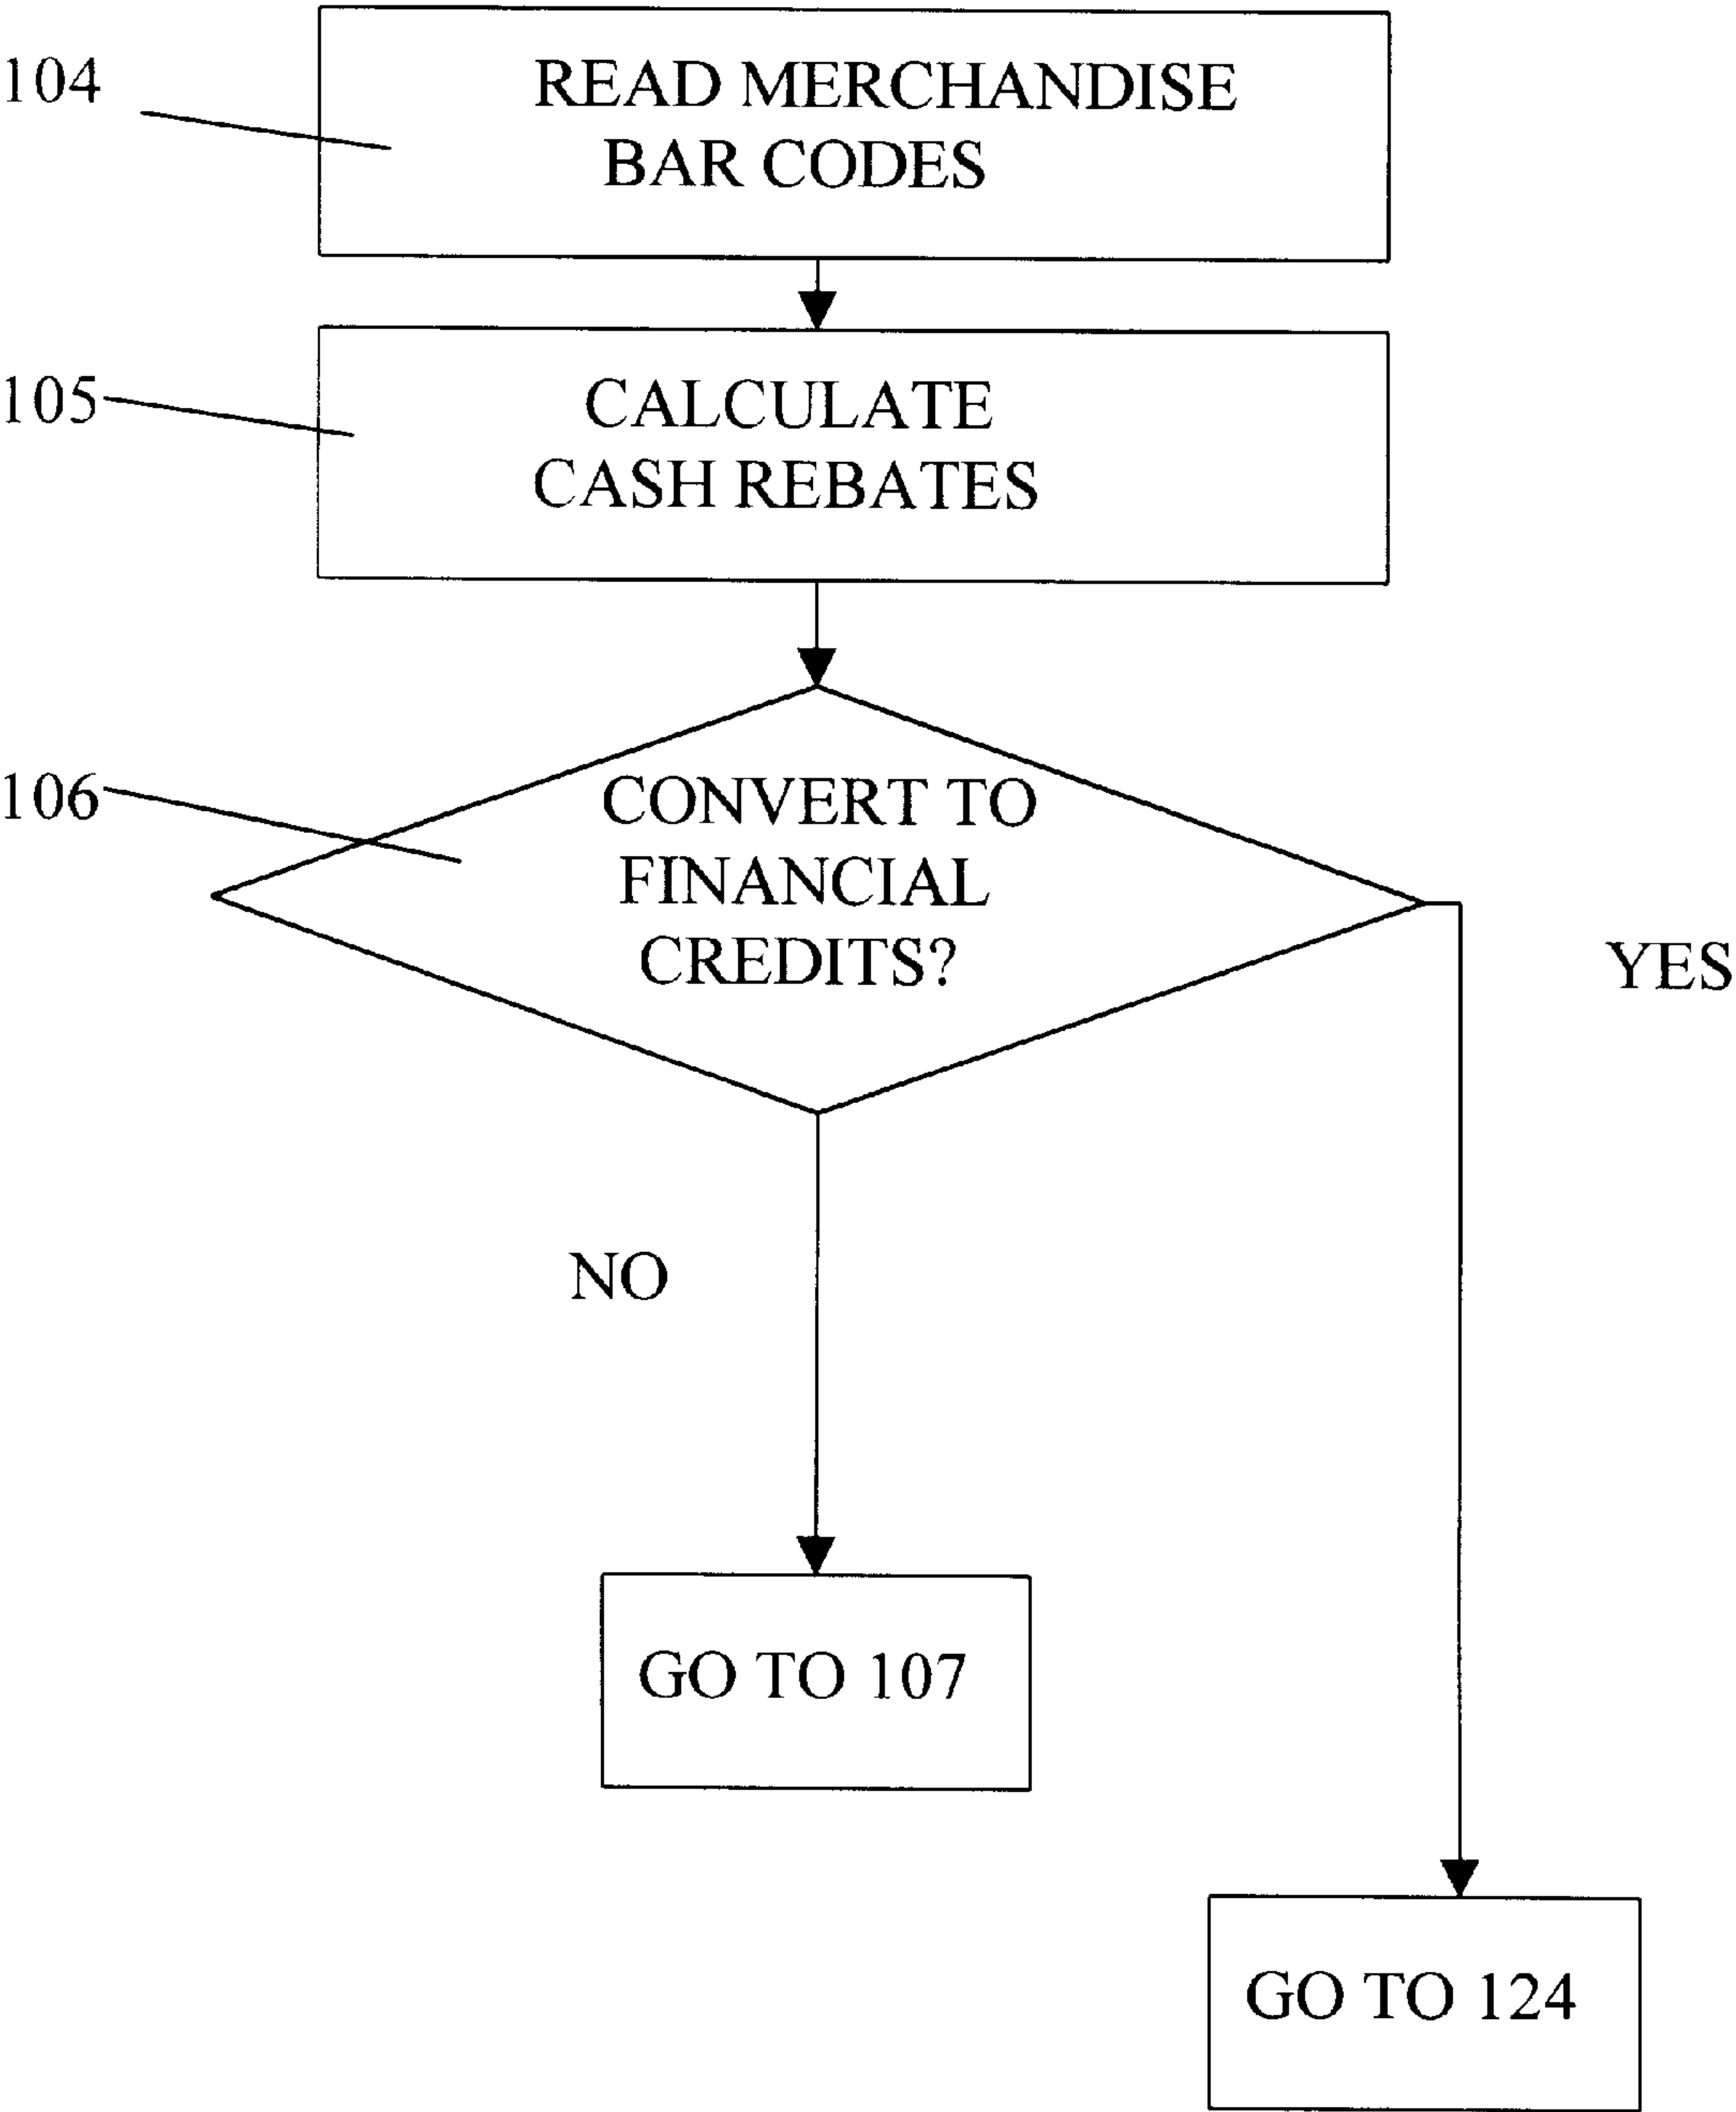 104
READ MERCHANDISE
BAR CODES
105
CALCULATE
CASH REBATES
106
CONVERT TO
FINANCIAL
CREDITS?
YES
NO
GO TO 107
GO TO 124